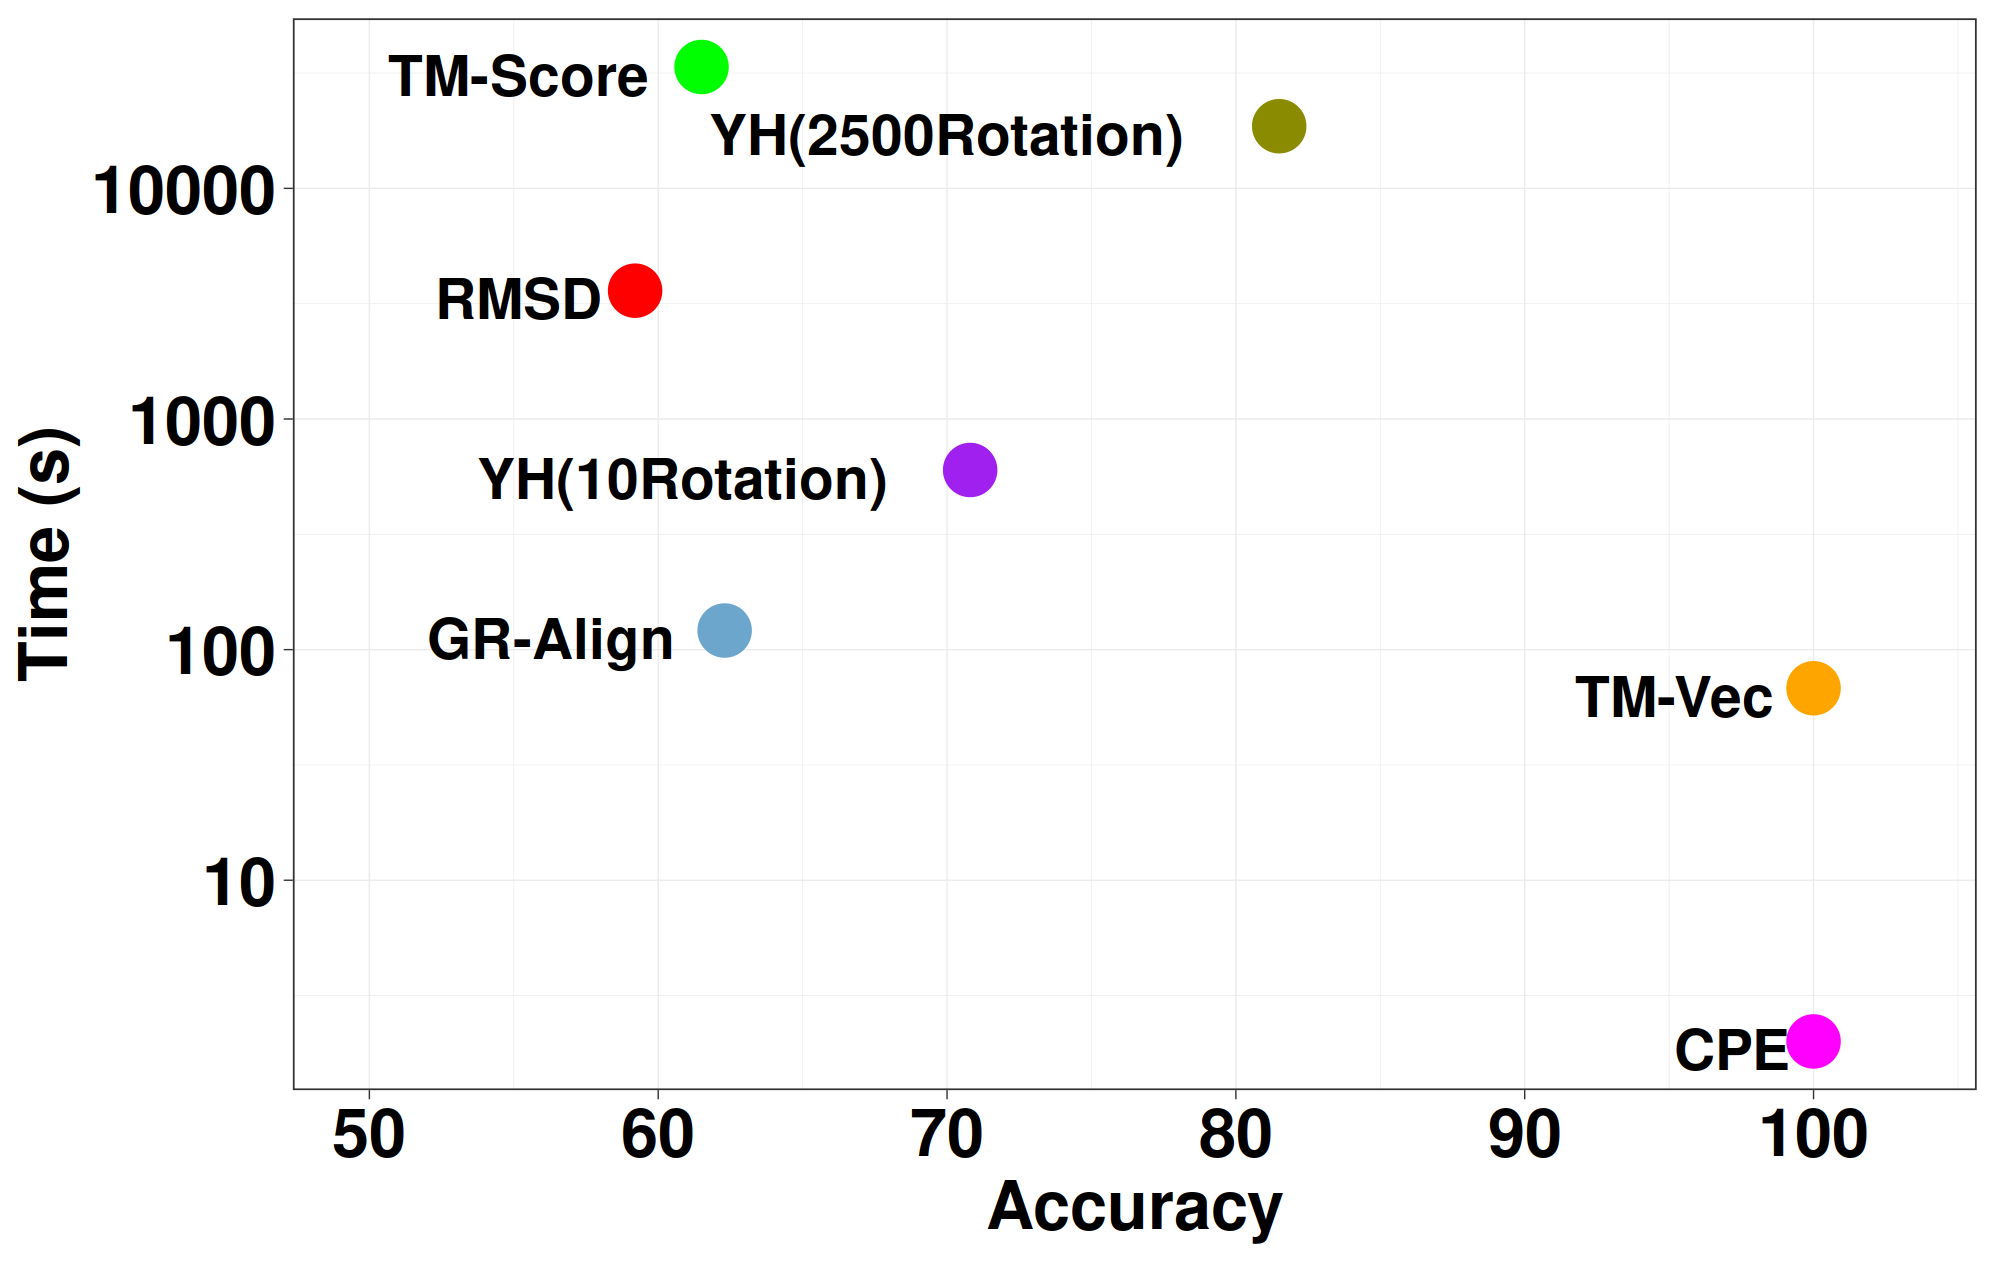 TM-Score
YH(2500Rotation)
10000
RMSD
1000
YH(10Rotation)
GR-Align
100
TM-Vec
10
CPE
Time (s)
50 60 70 80 90 100
Accuracy